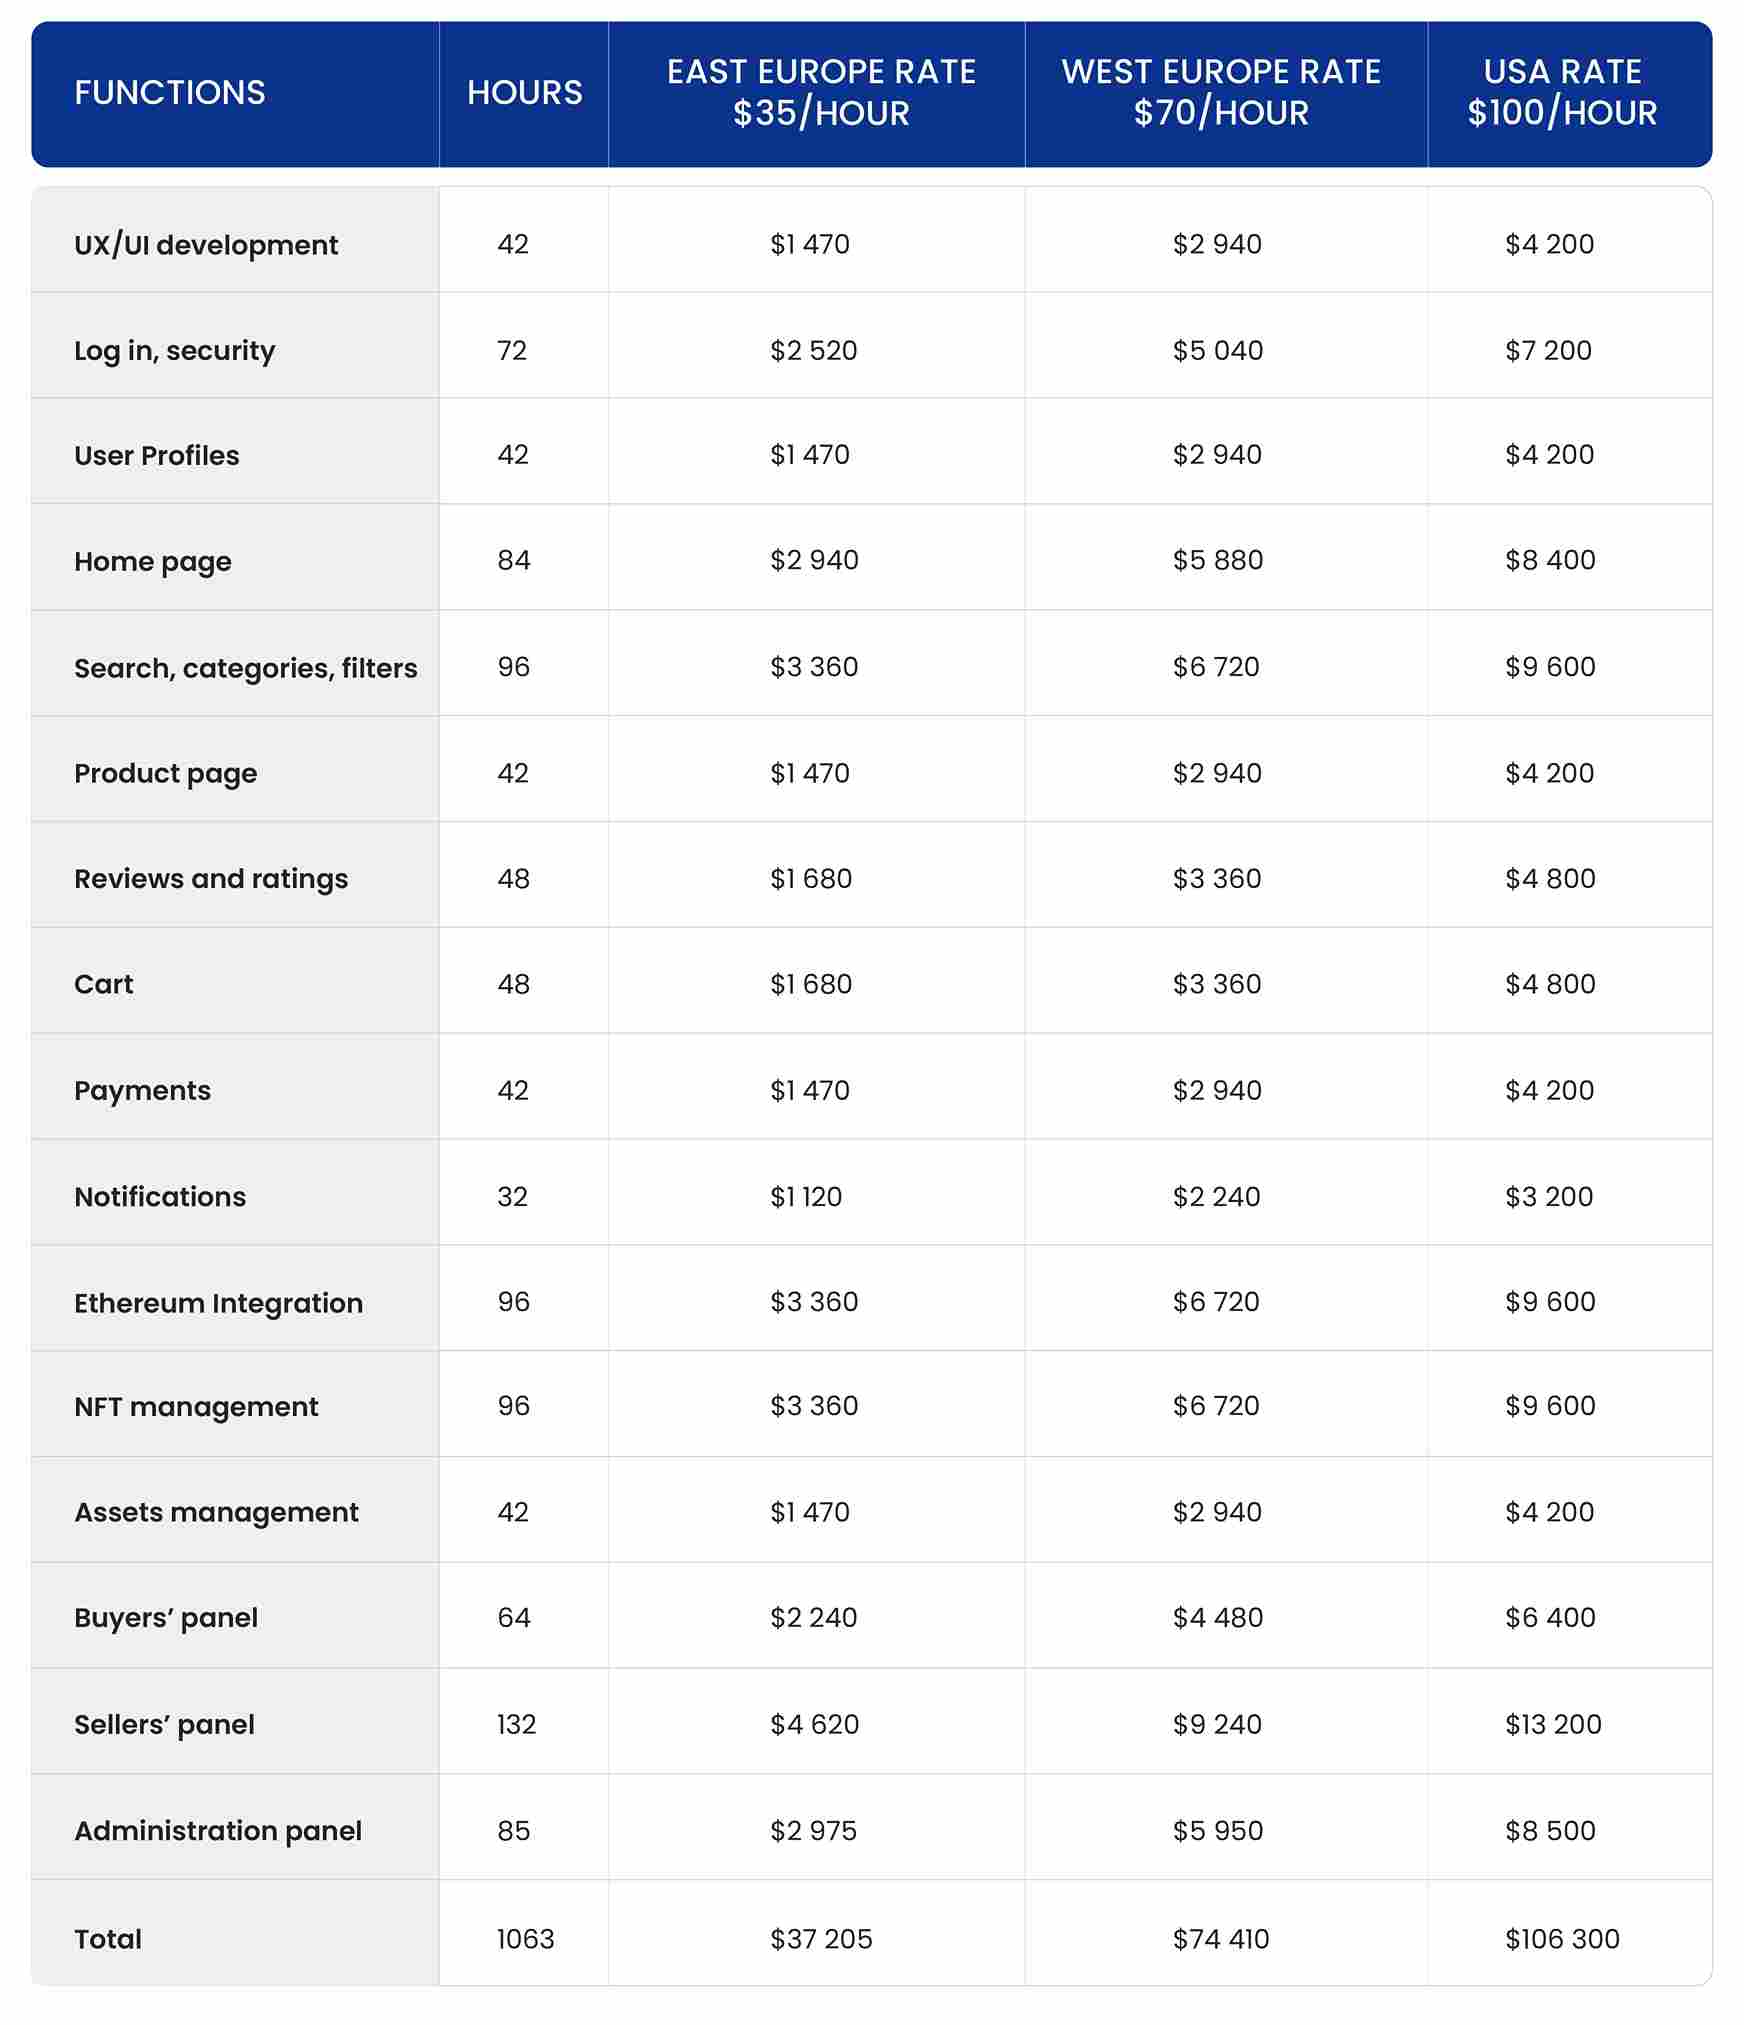 FUNCTIONS HOURS EAST EUROPE RATE $35/HOUR WEST EUROPE RATE $70/HOUR USA RATE $100/HOUR
UX/UI development 42 $1 470 $2 940 $4 200
Log in, security 72 $2 520 $5 040 $7 200
User Profiles 42 $1 470 $2 940 $4 200
Home page 84 $2 940 $5 880 $8 400
Search, categories, filters 96 $3 360 $6 720 $9 600
Product page 42 $1 470 $2 940 $4 200
Reviews and ratings 48 $1 680 $3 360 $4 800
Cart 48 $1 680 $3 360 $4 800
Payments 42 $1 470 $2 940 $4 200
Notifications 32 $1 120 $2 240 $3 200
Ethereum Integration 96 $3 360 $6 720 $9 600
NFT management 96 $3 360 $6 720 $9 600
Assets management 42 $1 470 $2 940 $4 200
Buyers’ panel 64 $2 240 $4 480 $6 400
Sellers’ panel 132 $4 620 $9 240 $13 200
Administration panel 85 $2 975 $5 950 $8 500
Total 1063 $37 205 $74 410 $106 300